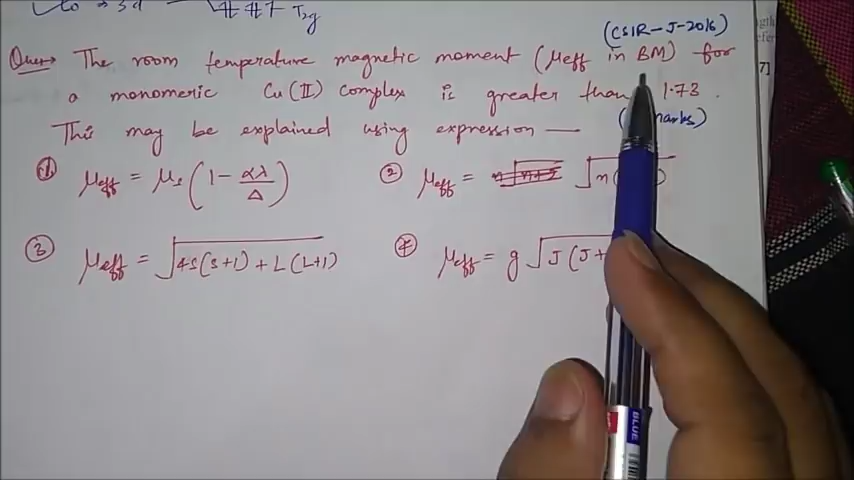 T₂g
(CSIR-J-2016)
Ques→ The room temperature magnetic moment (μeff in BM) for
a monomeric Cu(II) complex is greater than 1.73.
This may be explained using expression —
① μeff = μs (1 - αλ/Δ)
② μeff = √n(
③ μeff = √4s(s+1) + L(L+1)
④ μeff = g √J(J+
BLUE